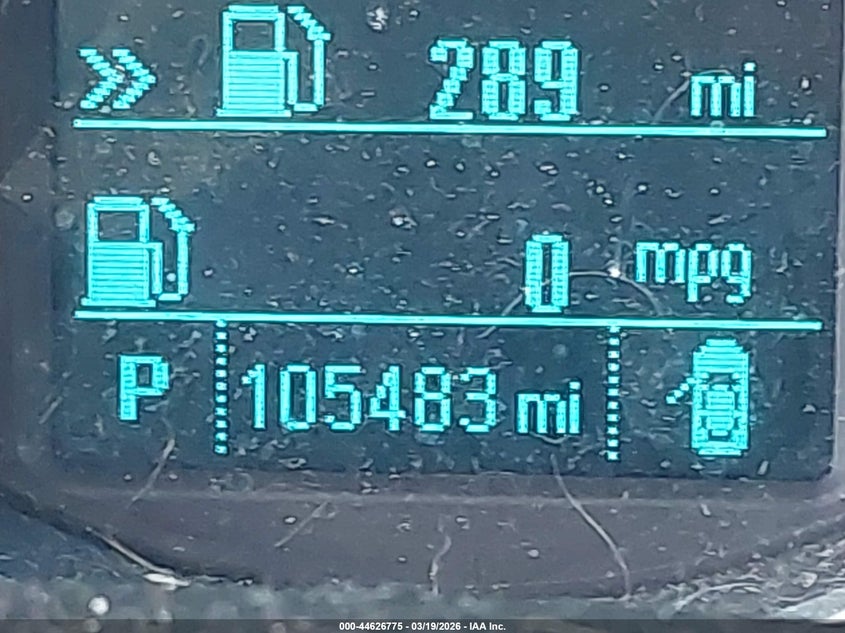 289 mi
0 mpg
P 105483 mi
000-44626775 - 03/19/2026 - IAA Inc.